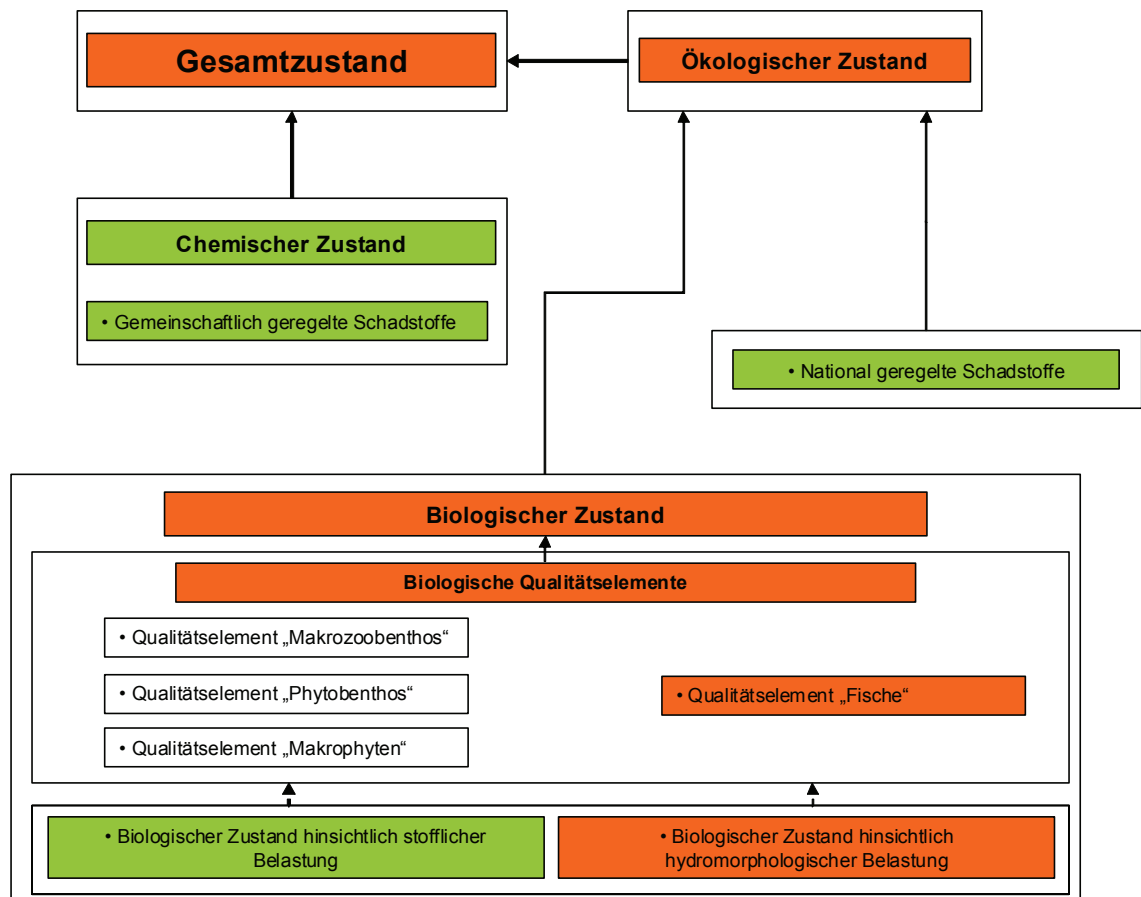 Gesamtzustand
Ökologischer Zustand
Chemischer Zustand
• Gemeinschaftlich geregelte Schadstoffe
• National geregelte Schadstoffe
Biologischer Zustand
Biologische Qualitätselemente
• Qualitätselement „Makrozoobenthos“
• Qualitätselement „Phytobenthos“
• Qualitätselement „Fische“
• Qualitätselement „Makrophyten“
• Biologischer Zustand hinsichtlich stofflicher
Belastung
• Biologischer Zustand hinsichtlich
hydromorphologischer Belastung